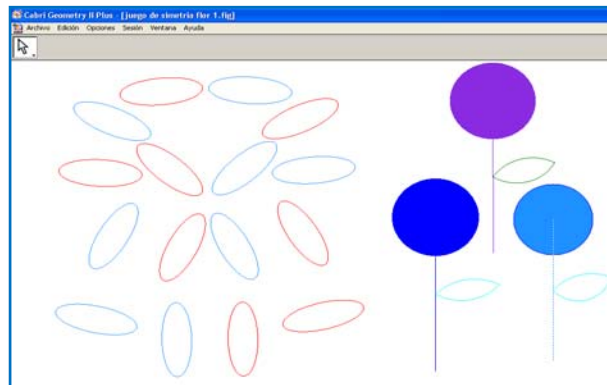 Cabri Geometry II Plus - [juego de simetria flor 1.fig]
Archivo Edición Opciones Sesión Ventana Ayuda